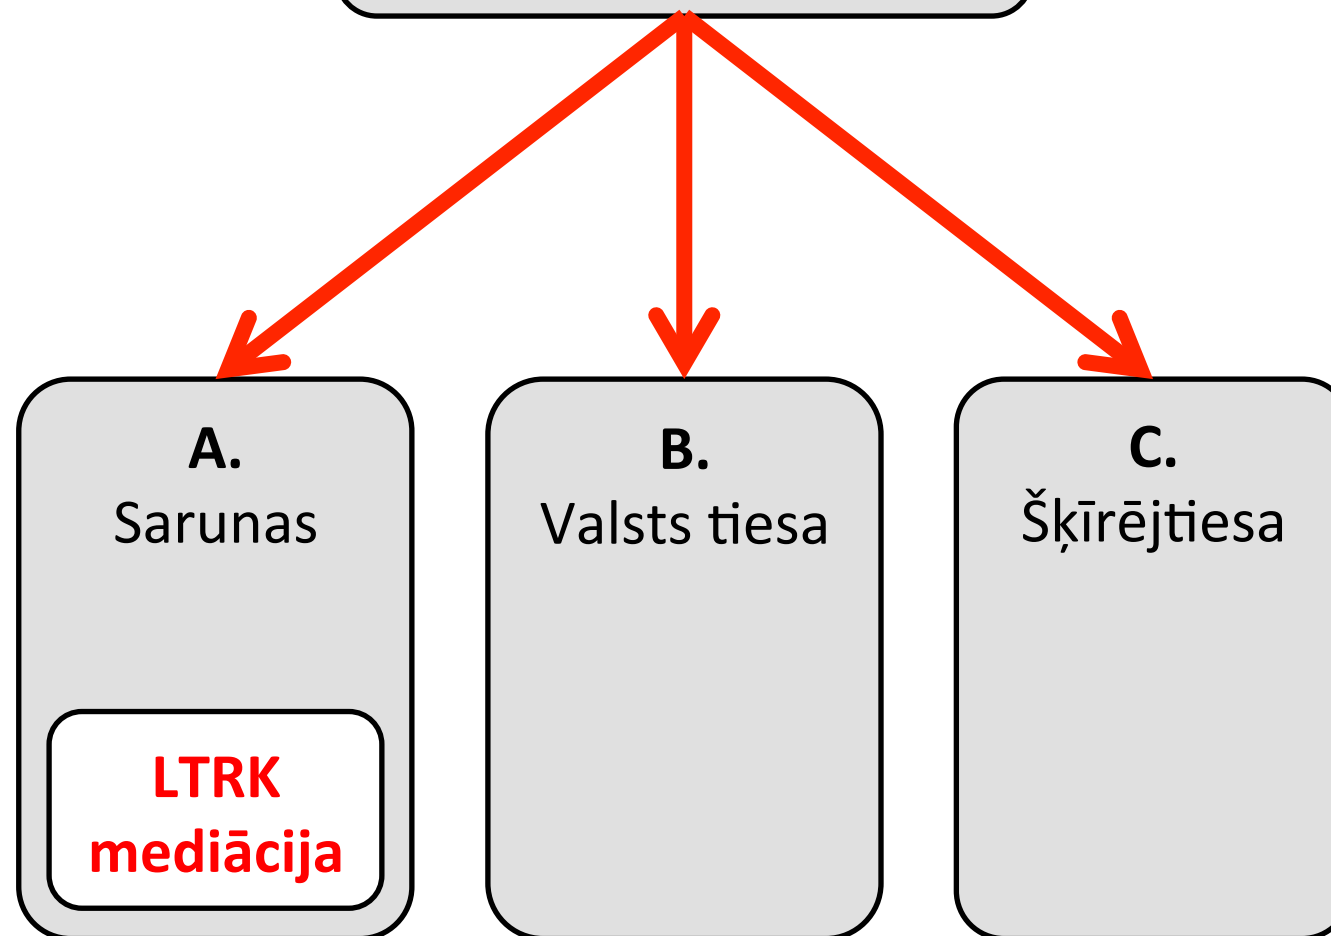 A.
Sarunas
LTRK
mediācija
B.
Valsts tiesa
C.
Šķīrējtiesa